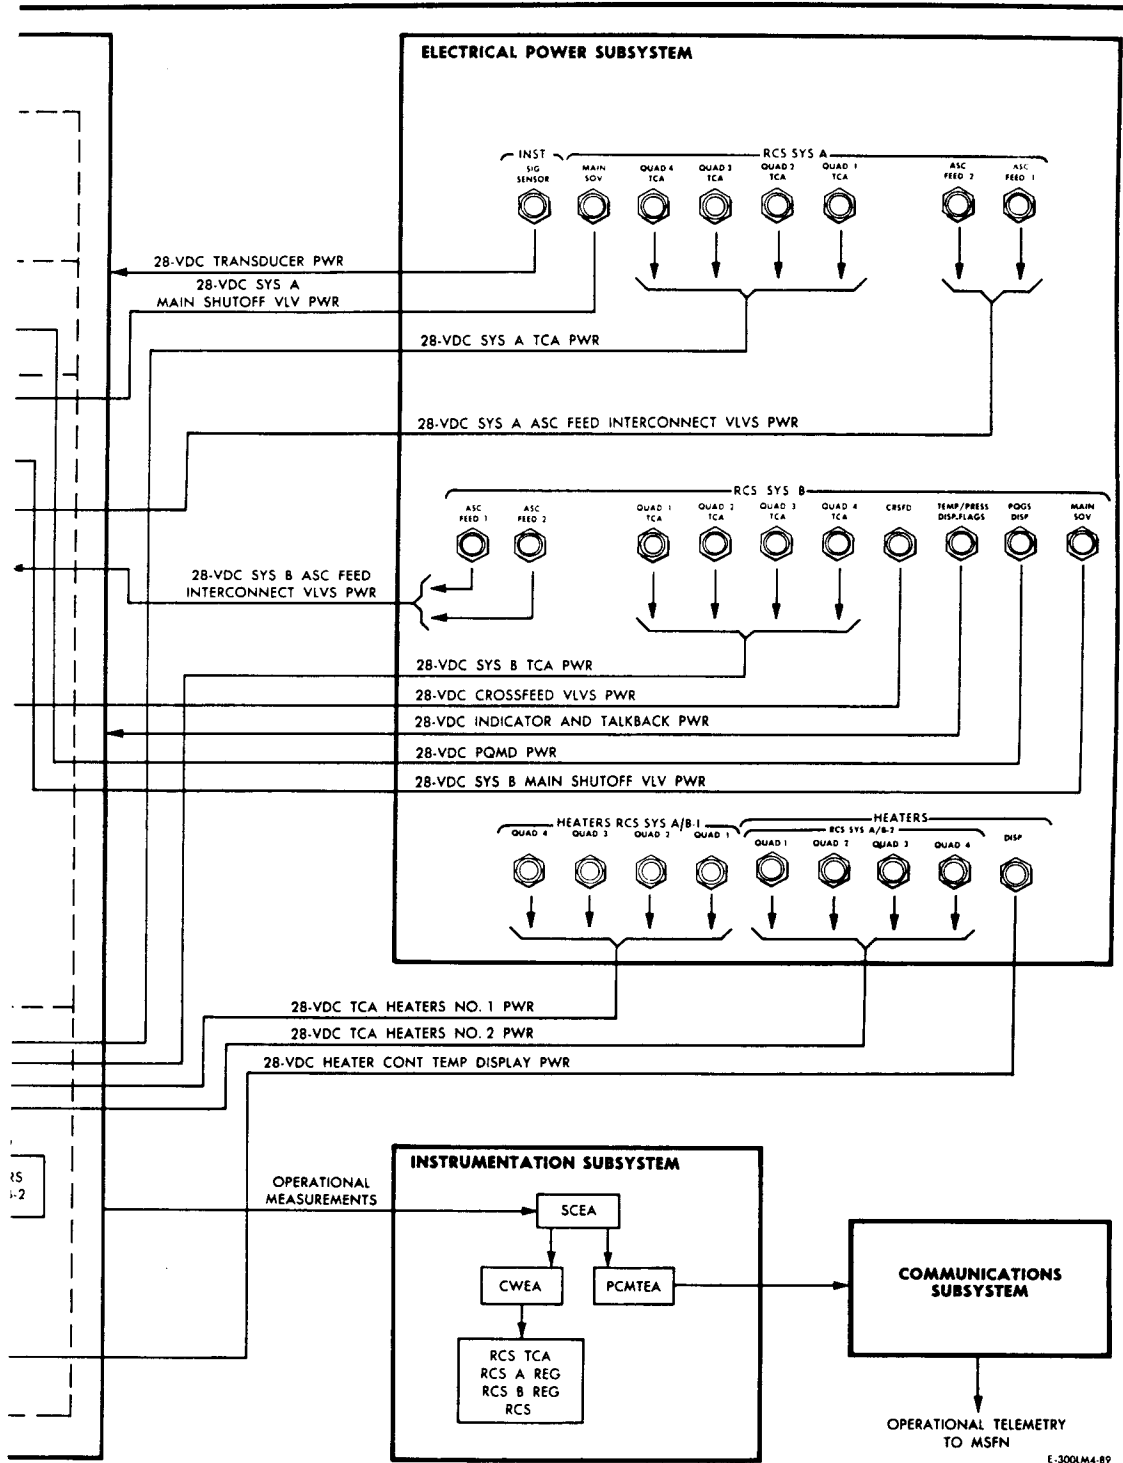 ELECTRICAL POWER SUBSYSTEM
INST
RCS SYS A
SIG
SENSOR
MAIN
SOV
QUAD 4
TCA
QUAD 3
TCA
QUAD 2
TCA
QUAD 1
TCA
ASC
FEED 2
ASC
FEED 1
28-VDC TRANSDUCER PWR
28-VDC SYS A
MAIN SHUTOFF VLV PWR
28-VDC SYS A TCA PWR
28-VDC SYS A ASC FEED INTERCONNECT VLVS PWR
RCS SYS B
ASC
FEED 1
ASC
FEED 2
QUAD 1
TCA
QUAD 2
TCA
QUAD 3
TCA
QUAD 4
TCA
CRSFD
TEMP/PRESS
DISP.FLAGS
PQGS
DISP
MAIN
SOV
28-VDC SYS B ASC FEED
INTERCONNECT VLVS PWR
28-VDC SYS B TCA PWR
28-VDC CROSSFEED VLVS PWR
28-VDC INDICATOR AND TALKBACK PWR
28-VDC PQMD PWR
28-VDC SYS B MAIN SHUTOFF VLV PWR
HEATERS RCS SYS A/B-1
QUAD 4
QUAD 3
QUAD 2
QUAD 1
HEATERS
RCS SYS A/B-2
QUAD 1
QUAD 2
QUAD 3
QUAD 4
DISP
28-VDC TCA HEATERS NO. 1 PWR
28-VDC TCA HEATERS NO. 2 PWR
28-VDC HEATER CONT TEMP DISPLAY PWR
RS
-2
OPERATIONAL
MEASUREMENTS
INSTRUMENTATION SUBSYSTEM
SCEA
CWEA
PCMTEA
RCS TCA
RCS A REG
RCS B REG
RCS
COMMUNICATIONS
SUBSYSTEM
OPERATIONAL TELEMETRY
TO MSFN
E-300LM4-89